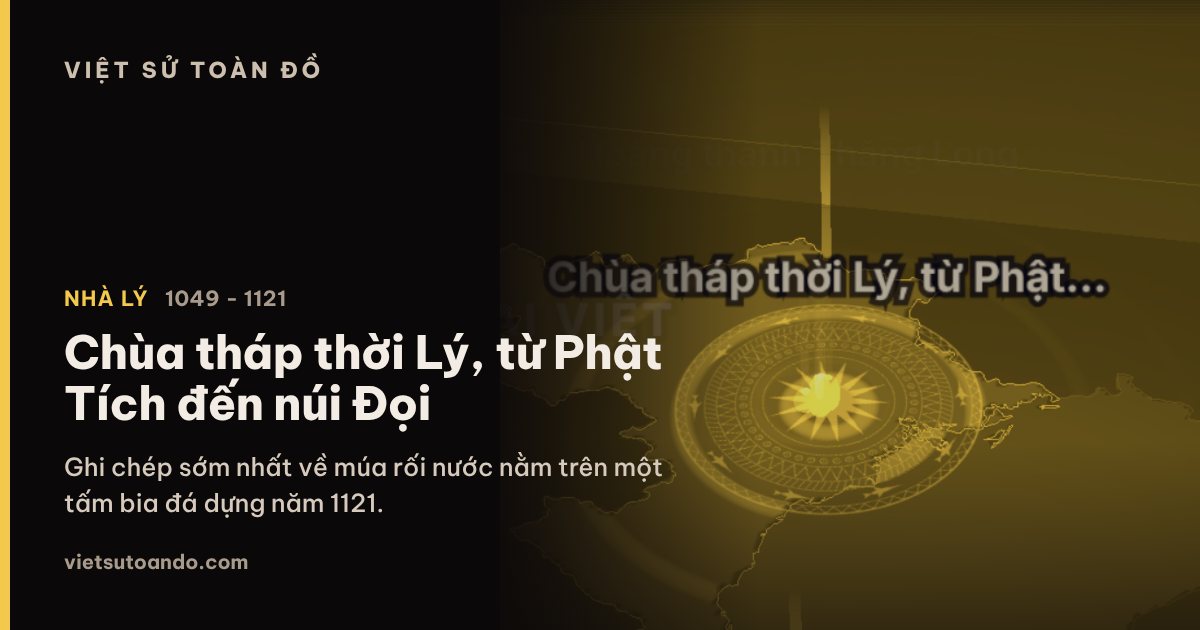 VIỆT SỬ TOÀN ĐỒ
Chùa tháp thời Lý, từ Phật...
VIỆT
NHÀ LÝ 1049 - 1121
Chùa tháp thời Lý, từ Phật
Tích đến núi Đọi
Ghi chép sớm nhất về múa rối nước nằm trên một
tấm bia đá dựng năm 1121.
vietsutoando.com